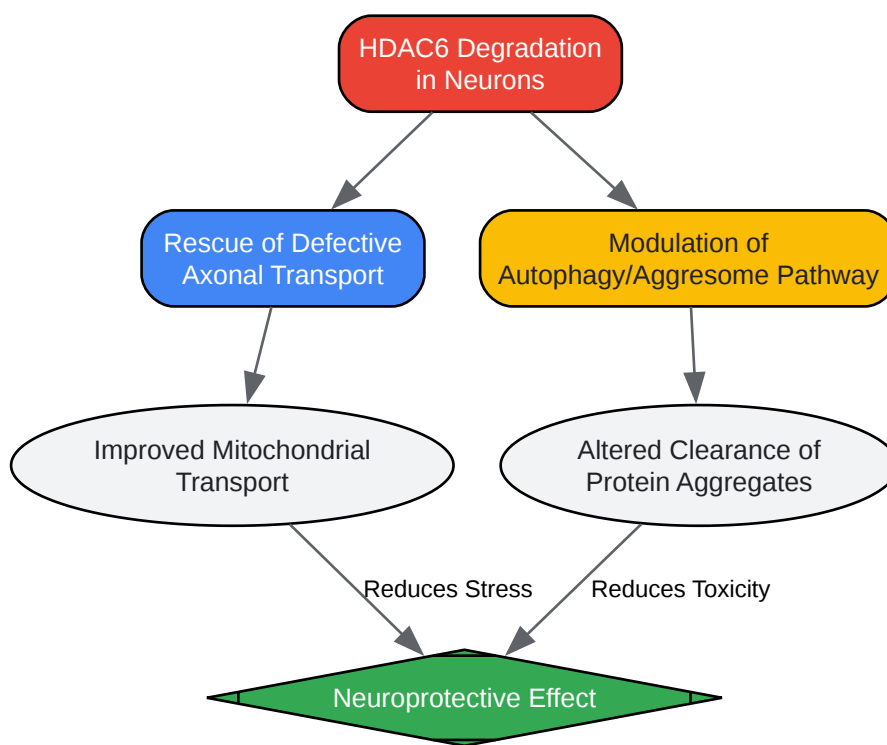 HDAC6 Degradation
in Neurons
Rescue of Defective
Axonal Transport
Modulation of
Autophagy/Aggresome Pathway
Improved Mitochondrial
Transport
Altered Clearance of
Protein Aggregates
Reduces Stress
Reduces Toxicity
Neuroprotective Effect